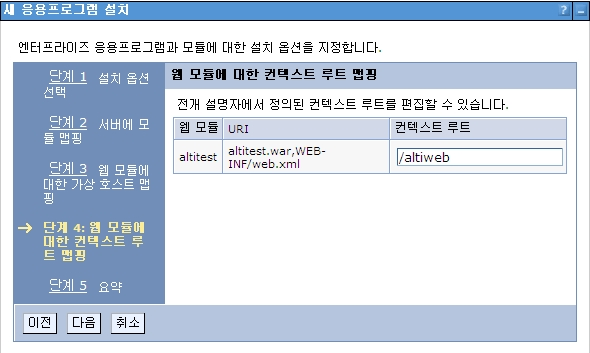 새 응용프로그램 설치
? –
엔터프라이즈 응용프로그램과 모듈에 대한 설치 옵션을 지정합니다.
단계 1 설치 옵션
선택
단계 2 서버에 모
듈 맵핑
단계 3 웹 모듈에
대한 가상 호스트 맵
핑
단계 4: 웹 모듈에
대한 컨텍스트 루
트 맵핑
단계 5 요약
웹 모듈에 대한 컨텍스트 루트 맵핑
전개 설명자에서 정의된 컨텍스트 루트를 편집할 수 있습니다.
웹 모듈 URI 컨텍스트 루트
altitest altitest.war,WEB-
INF/web.xml /altiweb
이전 다음 취소